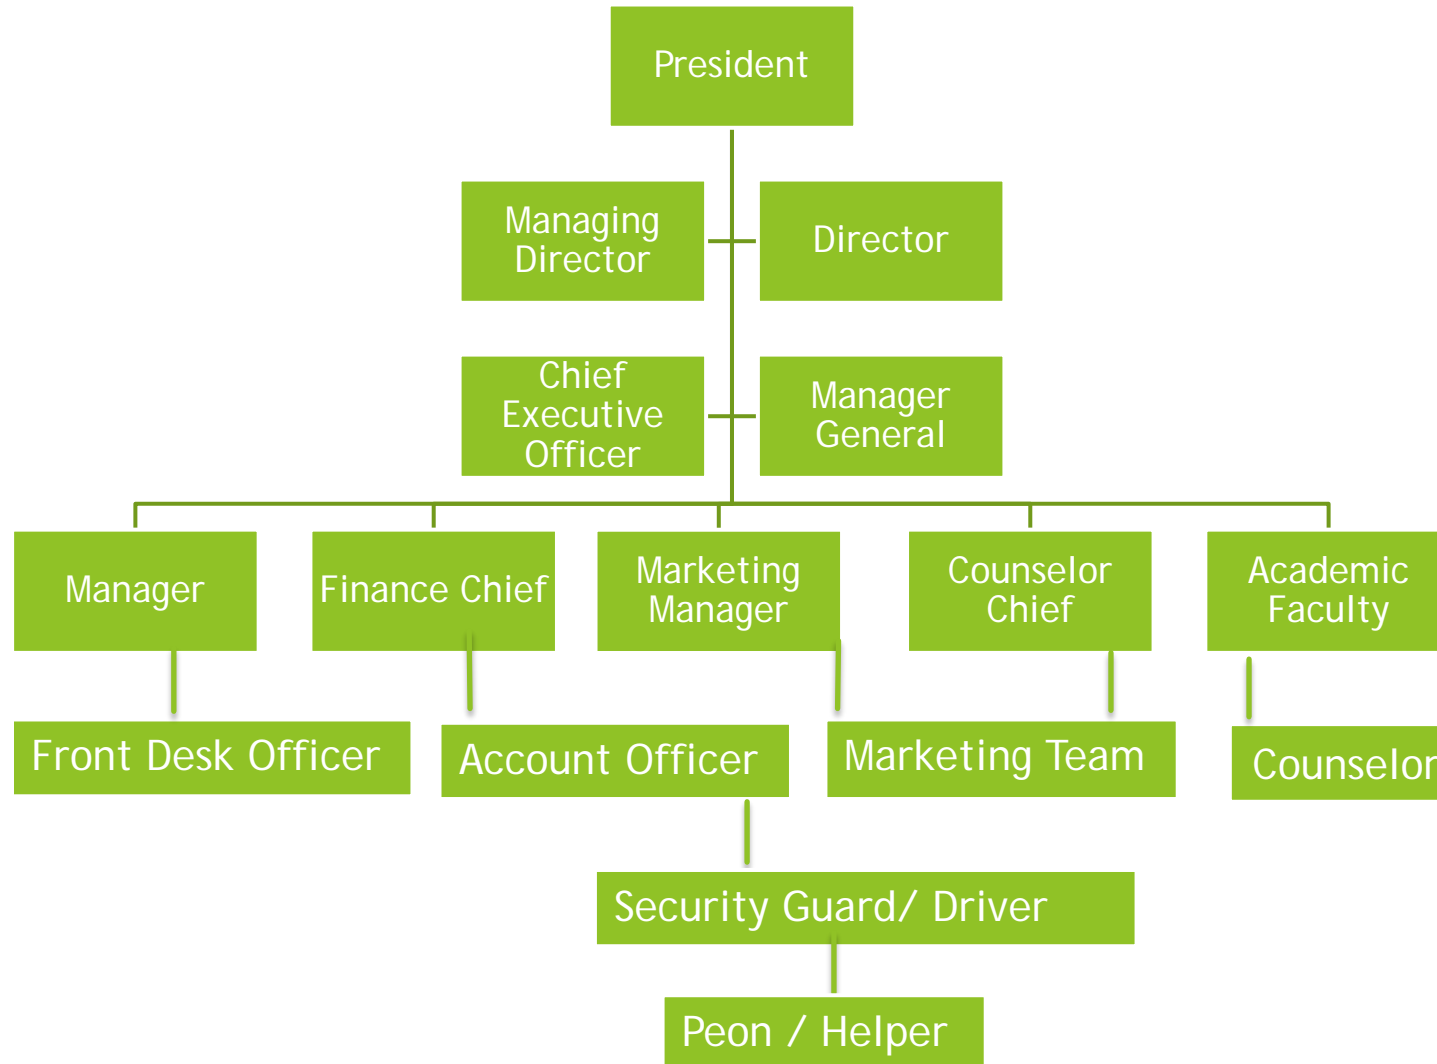 President
Managing
Director
Director
Chief
Executive
Officer
Manager
General
Manager
Finance Chief
Marketing
Manager
Counselor
Chief
Academic
Faculty
Front Desk Officer
Account Officer
Marketing Team
Counselor
Security Guard/ Driver
Peon / Helper